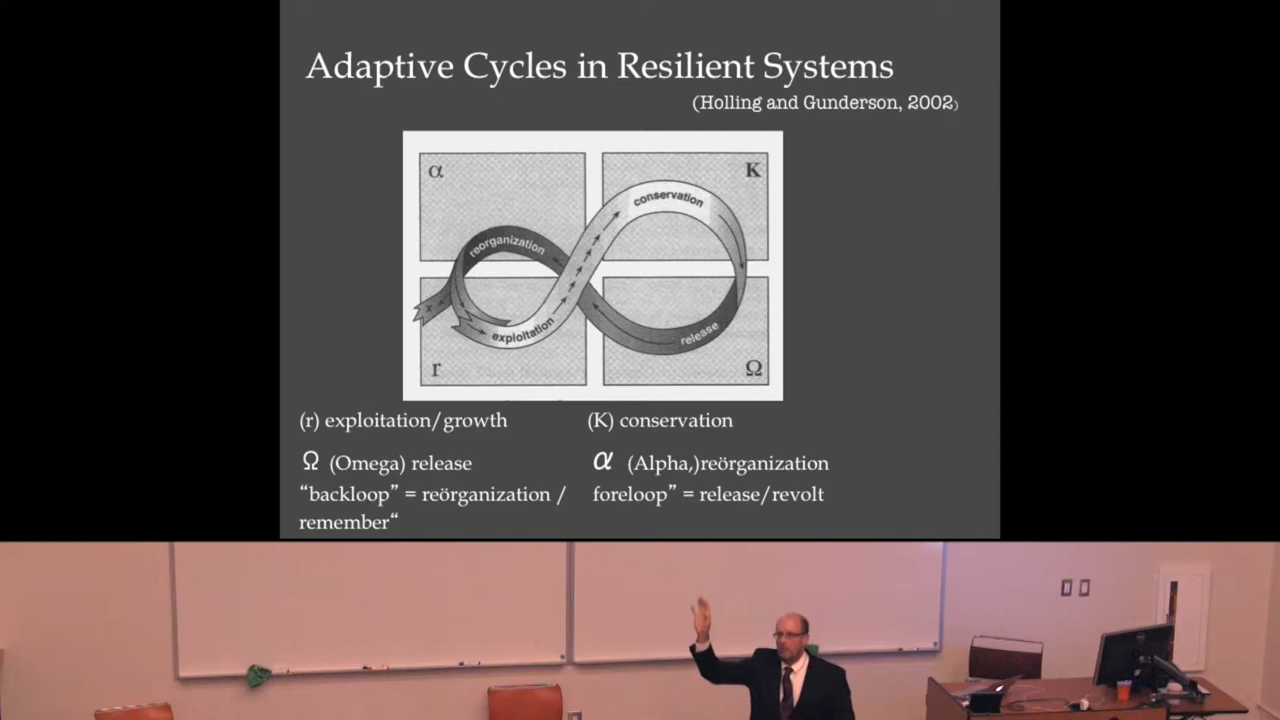 Adaptive Cycles in Resilient Systems
(Holling and Gunderson, 2002)
α
K
conservation
reorganization
exploitation
release
r
Ω
(r) exploitation/growth
(K) conservation
Ω (Omega) release
α (Alpha,)reörganization
“backloop” = reörganization /
remember“
foreloop” = release/revolt